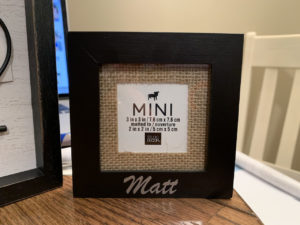 MINI
3 in x 3 in / 7,6 cm x 7,6 cm
matted to / ouverture
2 in x 2 in / 5 cm x 5 cm
Matt